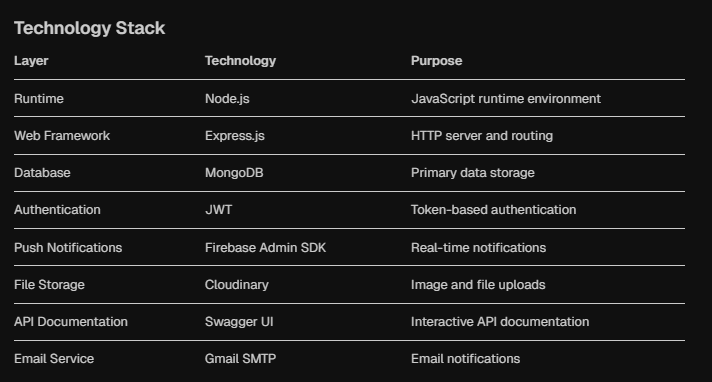 Technology Stack
Layer Technology Purpose
Runtime Node.js JavaScript runtime environment
Web Framework Express.js HTTP server and routing
Database MongoDB Primary data storage
Authentication JWT Token-based authentication
Push Notifications Firebase Admin SDK Real-time notifications
File Storage Cloudinary Image and file uploads
API Documentation Swagger UI Interactive API documentation
Email Service Gmail SMTP Email notifications